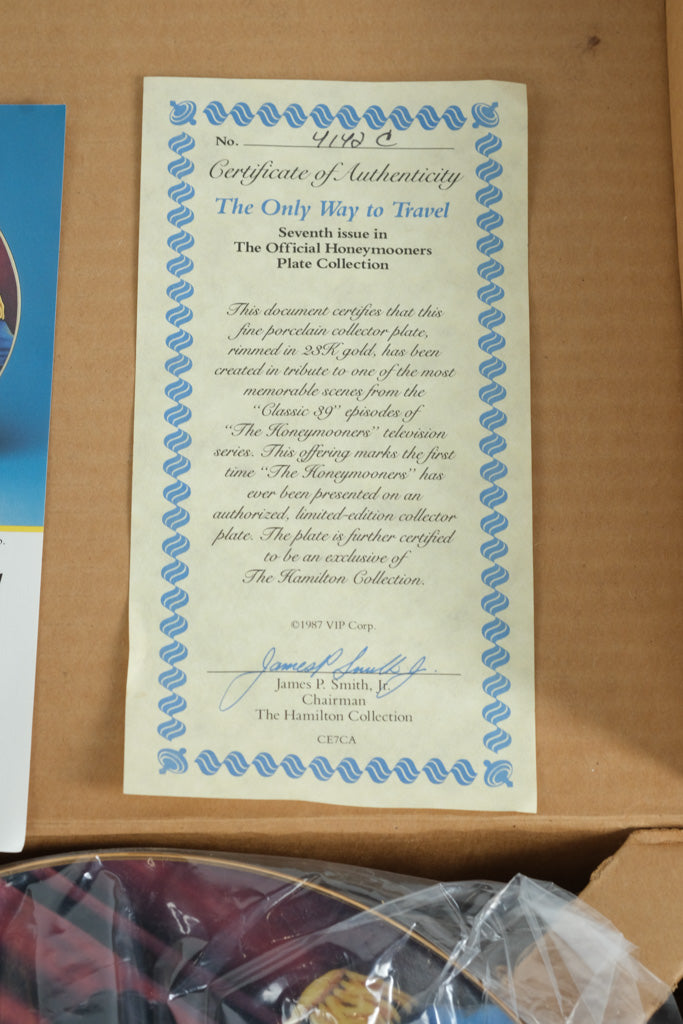 No. 4142 C
Certificate of Authenticity
The Only Way to Travel
Seventh issue in
The Official Honeymooners
Plate Collection
This document certifies that this
fine porcelain collector plate,
rimmed in 23K gold, has been
created in tribute to one of the most
memorable scenes from the
"Classic 39" episodes of
"The Honeymooners" television
series. This offering marks the first
time "The Honeymooners" has
ever been presented on an
authorized, limited-edition collector
plate. The plate is further certified
to be an exclusive of
The Hamilton Collection.
©1987 VIP Corp.
James P. Smith Jr.
James P. Smith, Jr.
Chairman
The Hamilton Collection
CE7CA